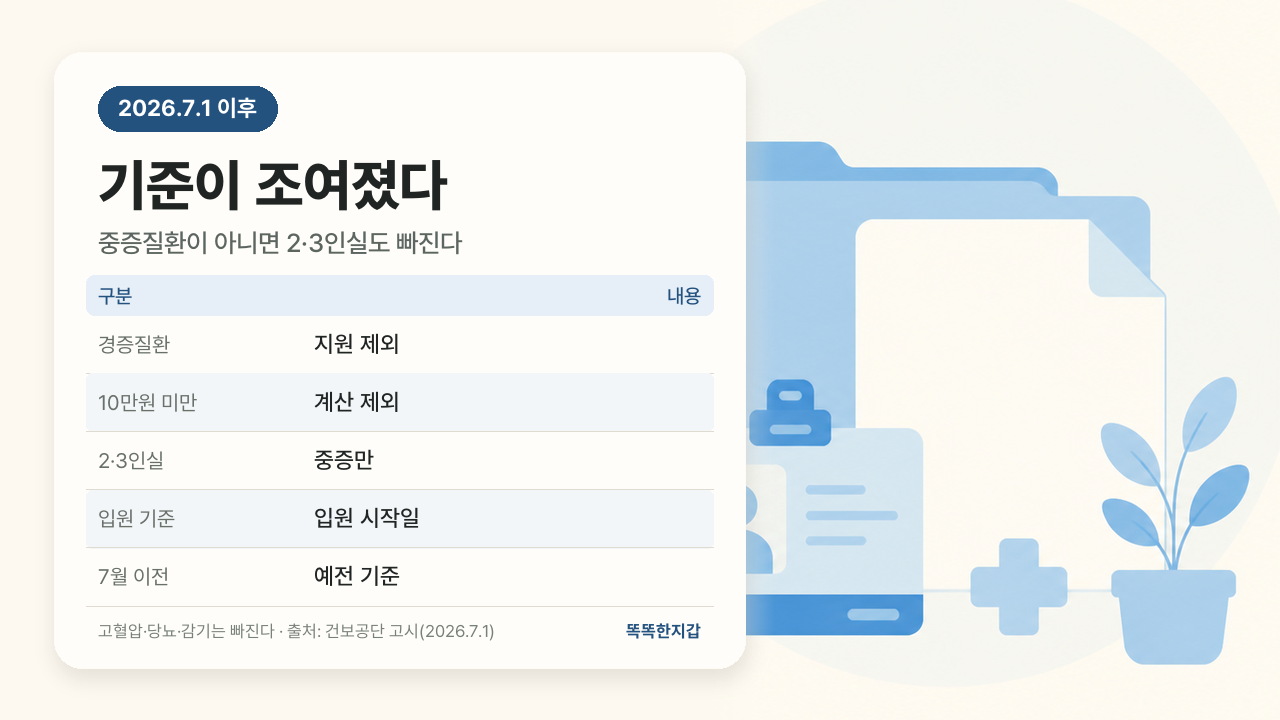 2026.7.1 이후
기준이 조여졌다
중증질환이 아니면 2·3인실도 빠진다
구분 내용
경증질환 지원 제외
10만원 미만 계산 제외
2·3인실 중증만
입원 기준 입원 시작일
7월 이전 예전 기준
고혈압·당뇨·감기는 빠진다 · 출처: 건보공단 고시(2026.7.1) 똑똑한지갑